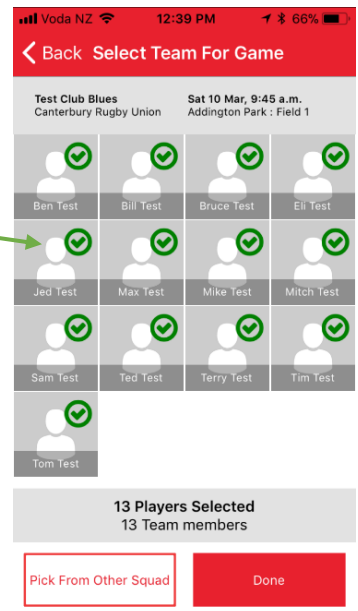 Voda NZ 12:39 PM 66%
Back Select Team For Game
Test Club Blues Sat 10 Mar, 9:45 a.m.
Canterbury Rugby Union Addington Park : Field 1
Ben Test Bill Test Bruce Test Eli Test
Jed Test Max Test Mike Test Mitch Test
Sam Test Ted Test Terry Test Tim Test
Tom Test
13 Players Selected
13 Team members
Pick From Other Squad Done